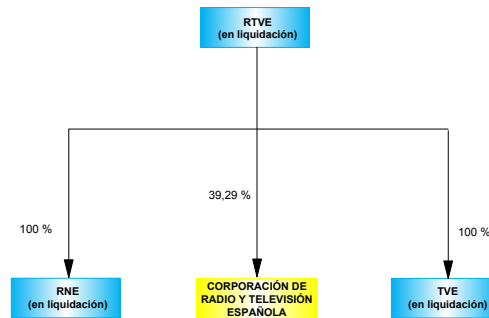 RTVE
(en liquidación)
39,29 %
100 %
100 %
RNE
(en liquidación)
CORPORACIÓN DE
RADIO Y TELEVISIÓN
ESPAÑOLA
TVE
(en liquidación)